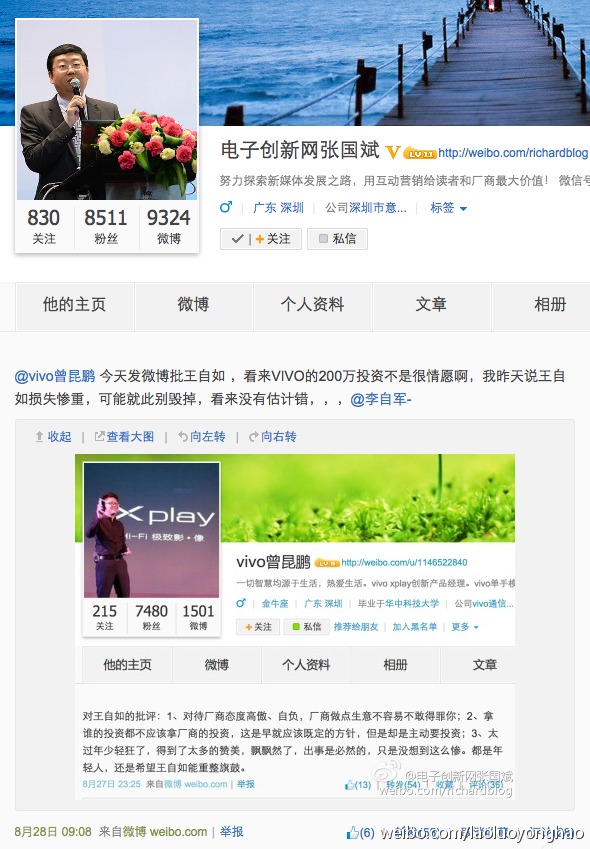 电子创新网张国斌 V LV.11 http://weibo.com/richardblog
努力探索新媒体发展之路，用互动营销给读者和厂商最大价值！ 微信号
♂ | 广东 深圳 | 公司深圳市意... | 标签
830 8511 9324
关注 粉丝 微博
| + 关注 私信
他的主页 微博 个人资料 文章 相册
@vivo曾昆鹏 今天发微博批王自如 ，看来VIVO的200万投资不是很情愿啊，我昨天说王自
如损失惨重，可能就此别毁掉，看来没有估计错，，，@李自军-
收起 | 查看大图 | 向左转 | 向右转
X play
Hi-Fi 极致影·像
vivo曾昆鹏 http://weibo.com/u/1146522840
一切智慧均源于生活，热爱生活。vivo xplay创新产品经理。vivo单手模
♂ | 金牛座 | 广东 深圳 | 毕业于华中科技大学 | 公司vivo通信...
215 7480 1501
关注 粉丝 微博
+ 关注 私信 推荐给朋友 | 加入黑名单 | 更多
他的主页 微博 个人资料 相册 文章
对王自如的批评：1、对待厂商态度高傲、自负，厂商做点生意不容易不敢得罪你；2、拿
谁的投资都不应该拿厂商的投资，这是早就应该既定的方针，但是却是主动要投资；3、太
过年少轻狂了，得到了太多的赞美，飘飘然了，出事是必然的，只是没想到这么惨。都是年
轻人，还是希望王自如能重整旗鼓。
8月27日 23:25 来自微博 weibo.com | 举报 (13) | 转发(54) | 收藏 | 评论(35)
@电子创新网张国斌
weibo.com/richardblog
8月28日 09:08 来自微博 weibo.com | 举报 (6)
weibo.com/laoluoyonghao